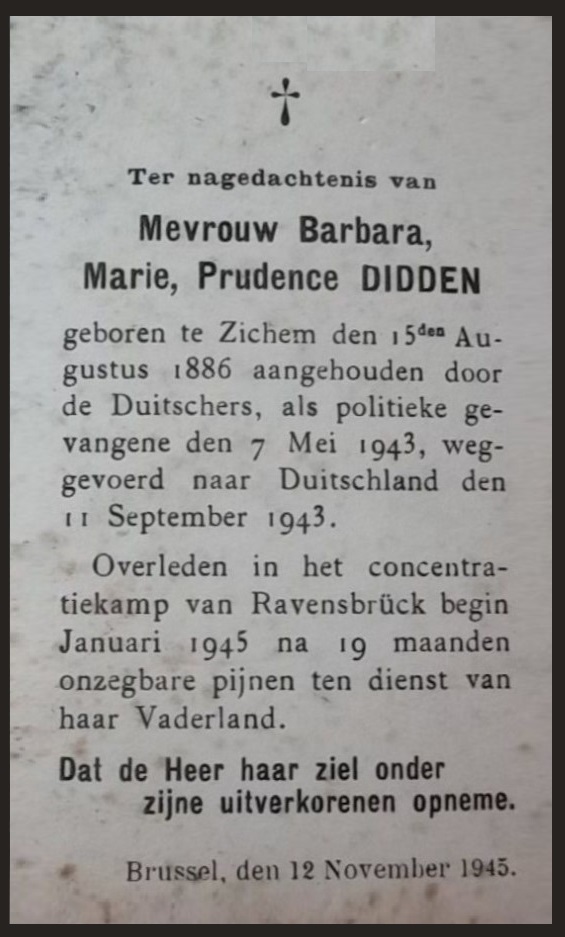 Ter nagedachtenis van
Mevrouw Barbara,
Marie, Prudence DIDDEN
geboren te Zichem den 15den Au-
gustus 1886 aangehouden door
de Duitschers, als politieke ge-
vangene den 7 Mei 1943, weg-
gevoerd naar Duitschland den
11 September 1943.
Overleden in het concentra-
tiekamp van Ravensbrück begin
Januari 1945 na 19 maanden
onzegbare pijnen ten dienst van
haar Vaderland.
Dat de Heer haar ziel onder
zijne uitverkorenen opneme.
Brussel, den 12 November 1945.